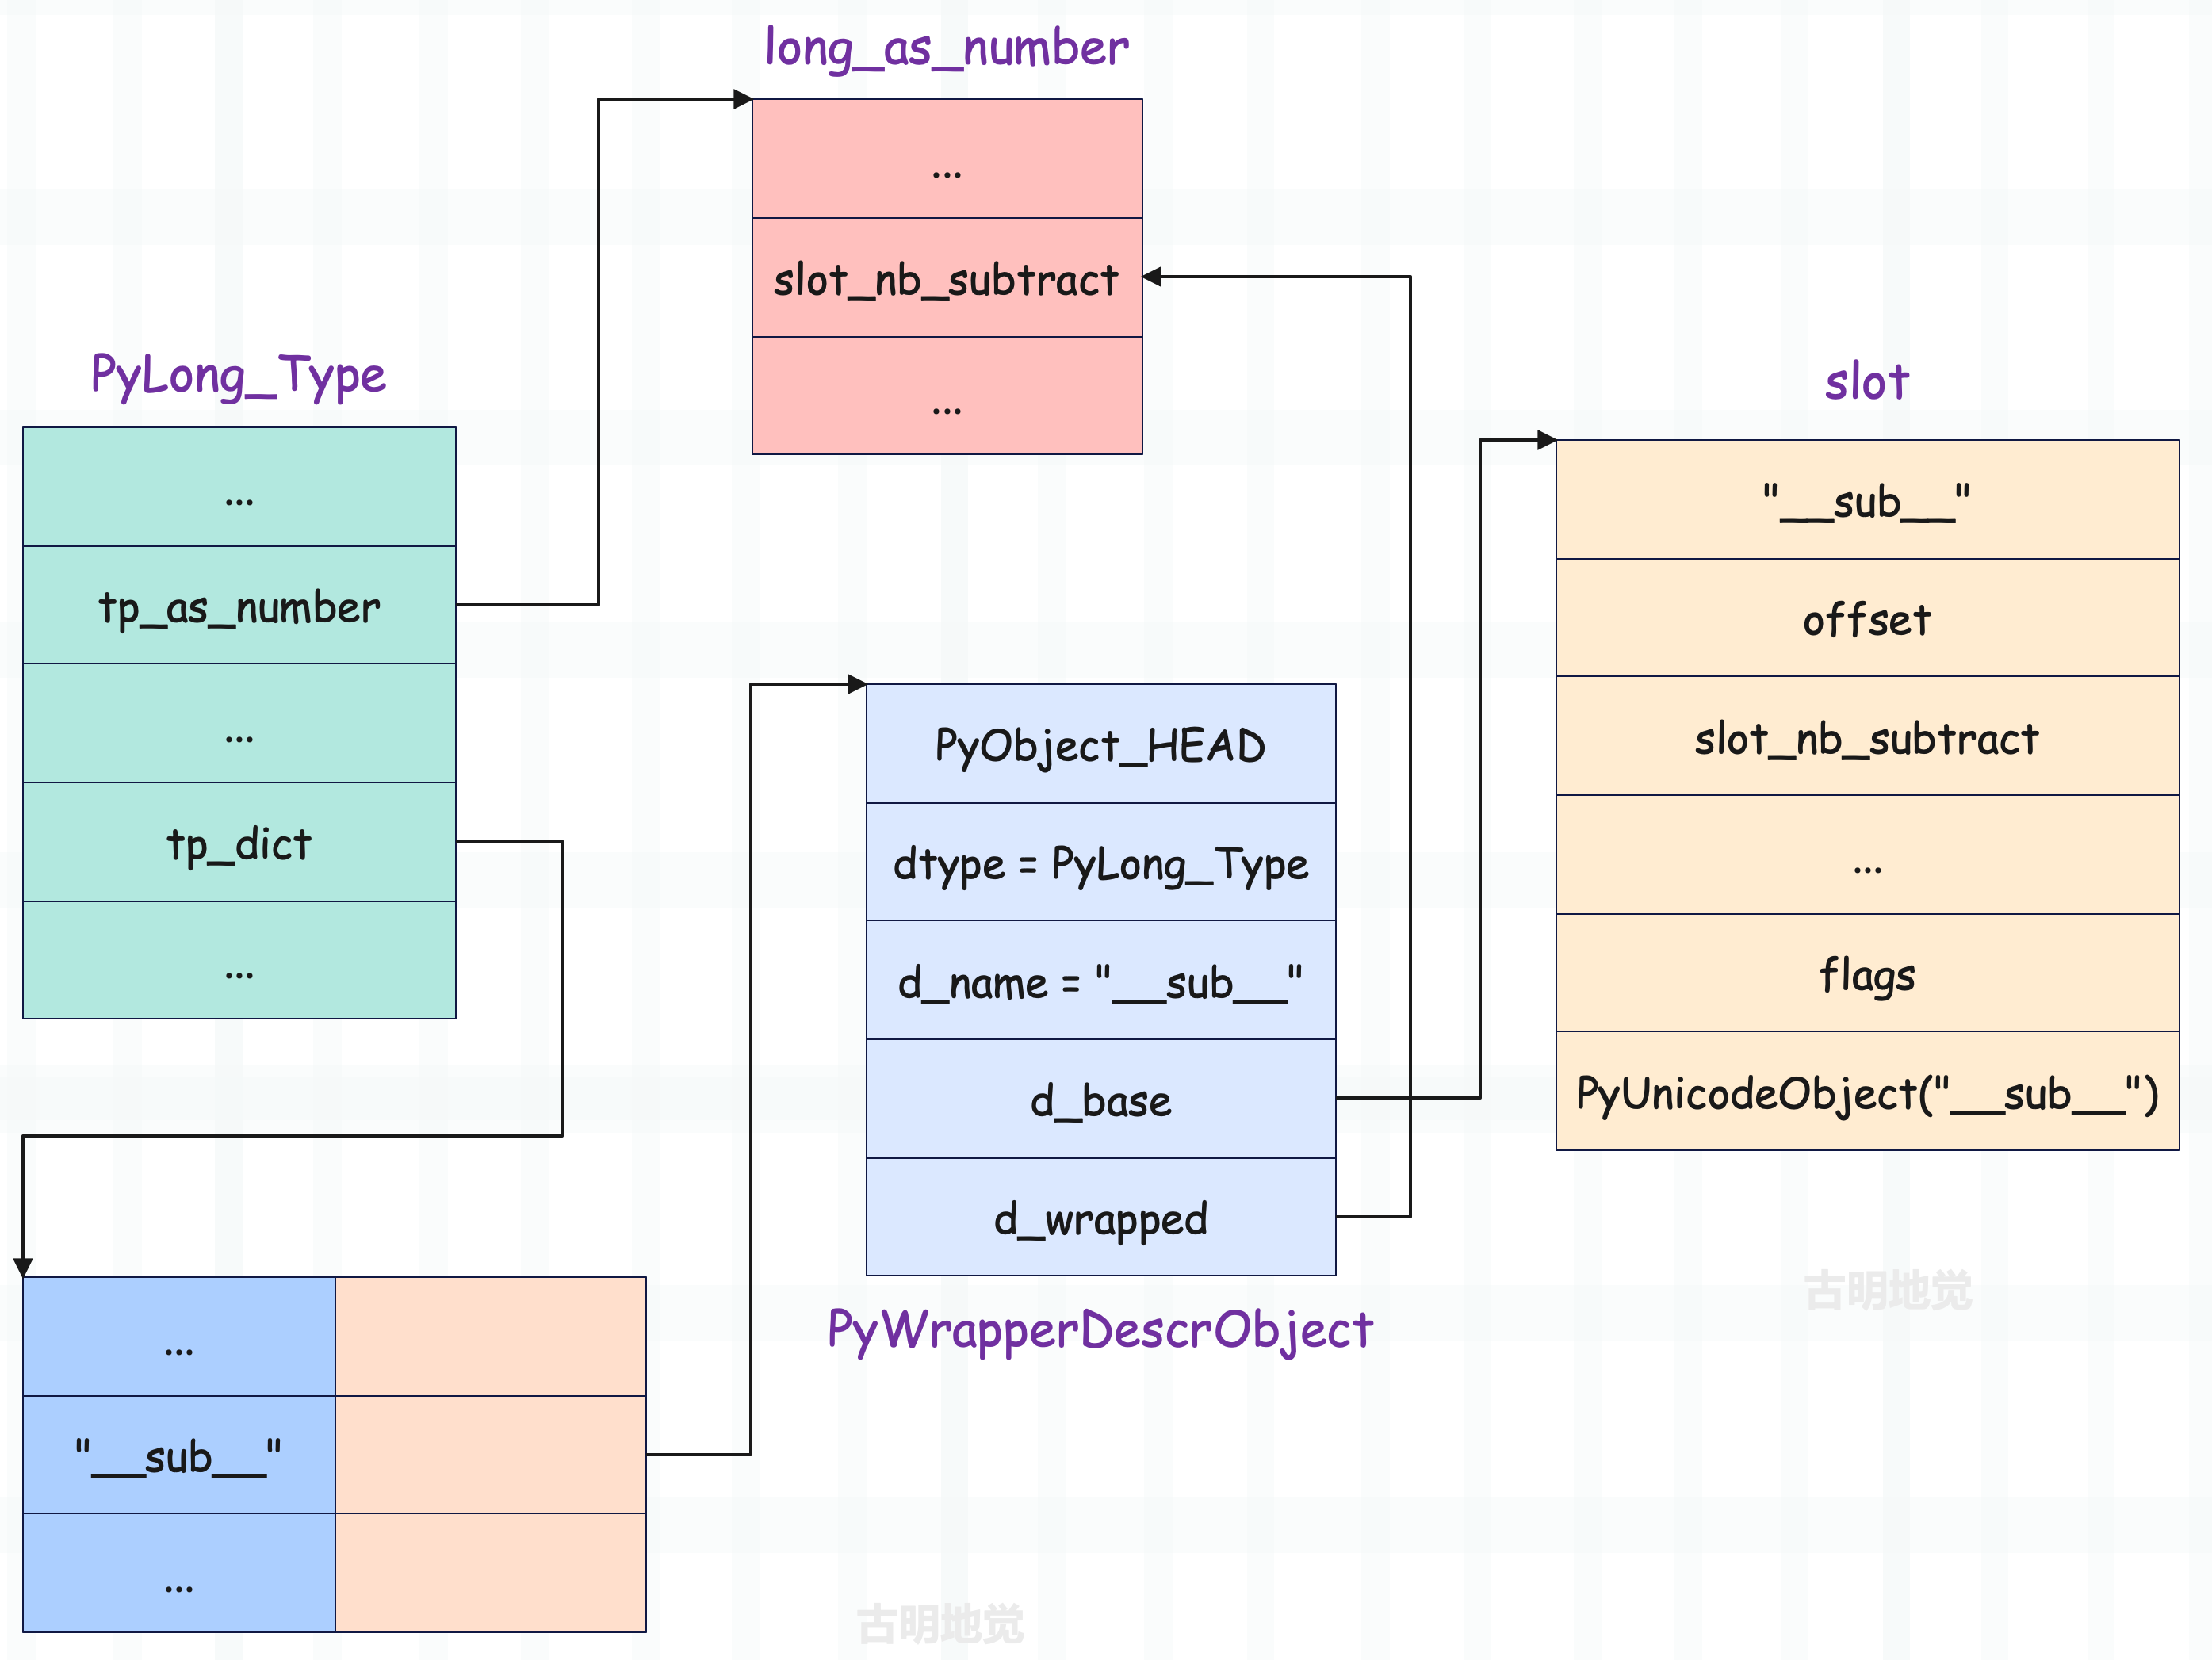 long_as_number
...
slot_nb_subtract
...
PyLong_Type
...
tp_as_number
...
tp_dict
...
slot
"__sub__"
offset
slot_nb_subtract
...
flags
PyUnicodeObject("__sub__")
PyObject_HEAD
dtype = PyLong_Type
d_name = "__sub__"
d_base
d_wrapped
PyWrapperDescrObject
...
"__sub__"
...
古明地觉
古明地觉